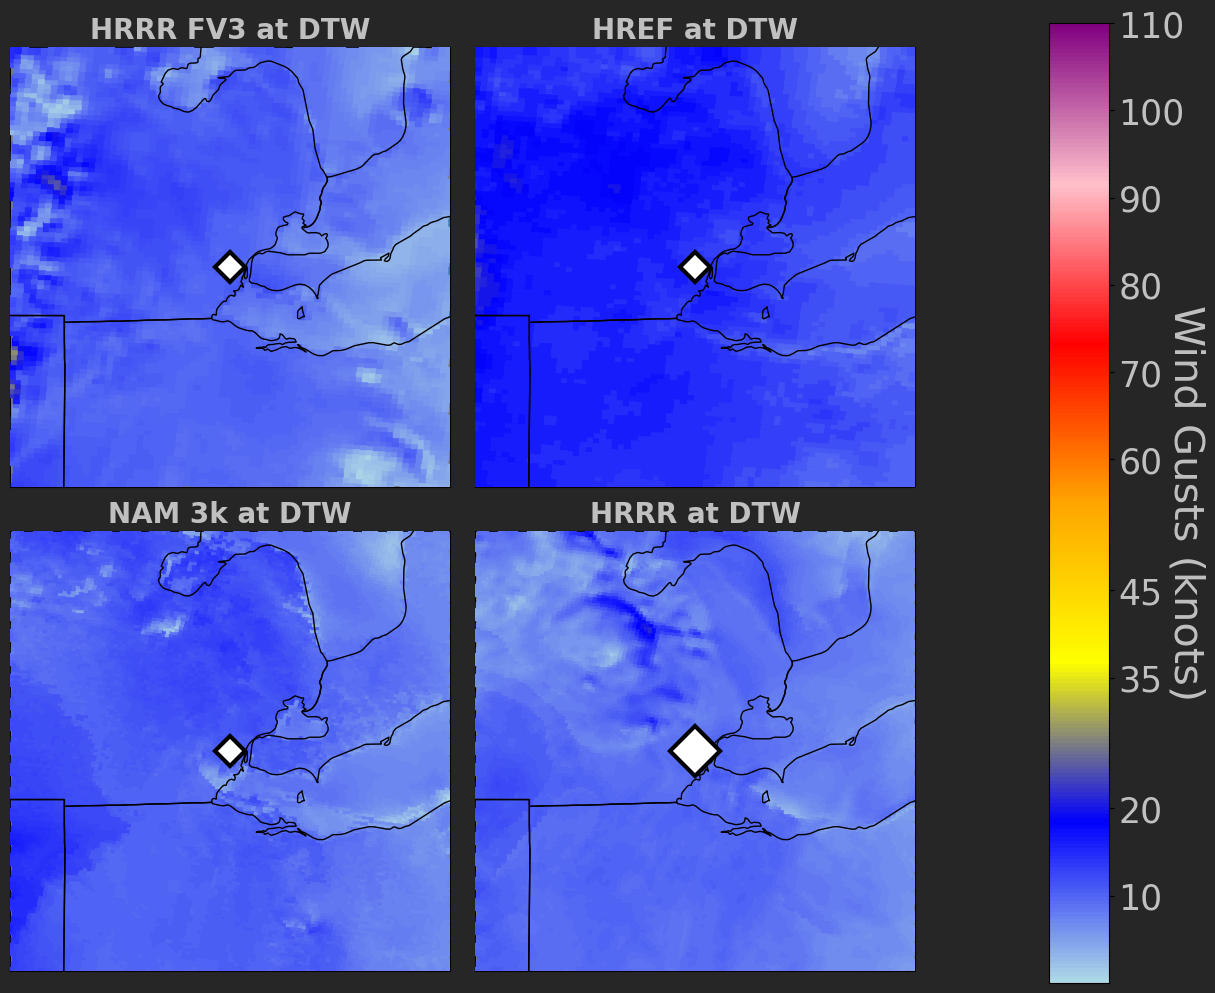 HRRR FV3 at DTW
HREF at DTW
NAM 3k at DTW
HRRR at DTW
110
100
90
80
70
60
45
35
20
10
Wind Gusts (knots)